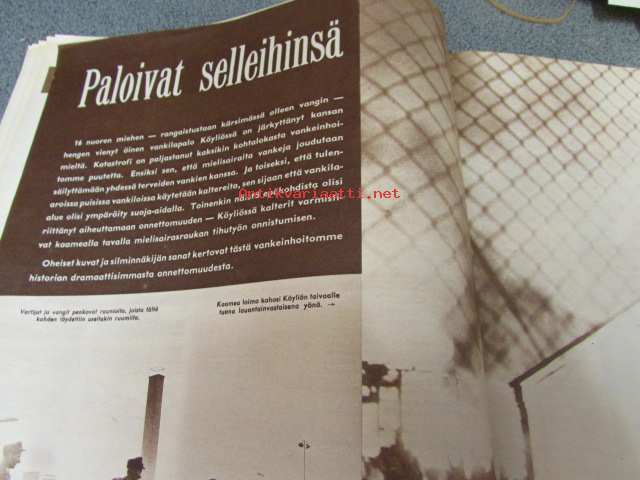 Paloivat selleihinsä
16 nuoren miehen — rangaistustaan kärsimässä olleen vangin —
hengen vienyt öinen vankilapalo Käyliössä on järkyttänyt kansan
mieltä. Katastrofi on paljastanut kaksikin kohtalokasta vankeinhoi-
tomme puutetta. Ensiksi sen, että mielisairaita vankeja joudutaan
säilyttämään yhdessä terveiden vankien kanssa. Ja toiseksi, että tulen-
aroissa puisissa vankiloissa käytetään kaltereita, sen sijaan että vankila-
alue olisi ympäröity suoja-aidalla. Toinenkin näistä epäkohdista olisi
riittänyt aiheuttamaan onnettomuuden — Käyliössä kalterit varmisti-
vat kaamealla tavalla mielisairasraukan tihutyön onnistumisen.
Oheiset kuvat ja silminnäkijän sanat kertovat tästä vankeinhoitomme
historian dramaattisimmasta onnettomuudesta.
Vartijat ja vangit penkovat raunioita, joista tältä
kohden löydettiin useitakin ruumiita.
Kaamea loimo kohosi Käyliön taivaalle
tuona lauantainvastaisena yönä. →
Antikvariaatti.net